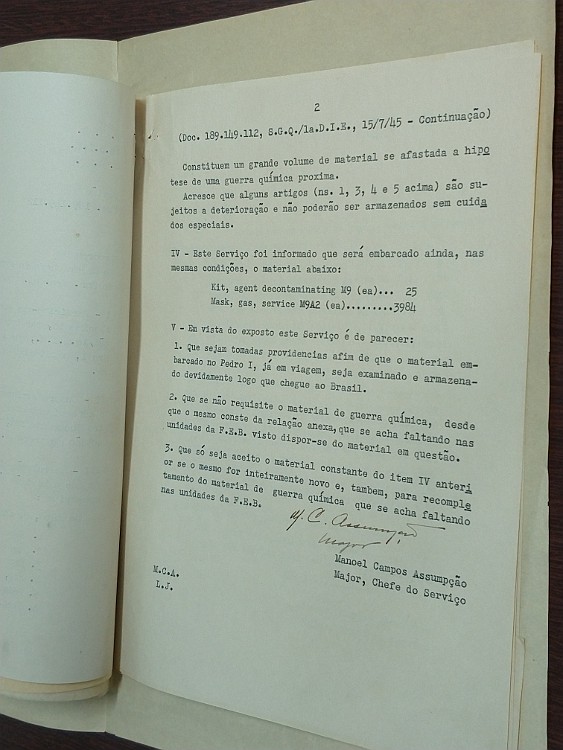 2
(Doc. 189.149.112, S.G.Q./1a.D.I.E., 15/7/45 - Continuação)
Constituem um grande volume de material se afastada a hipo
tese de uma guerra química proxima.
Acresce que alguns artigos (ns. 1, 3, 4 e 5 acima) são su-
jeitos a deterioração e não poderão ser armazenados sem cuida
dos especiais.
IV - Este Serviço foi informado que será embarcado ainda, nas
mesmas condições, o material abaixo:
Kit, agent decontaminating M9 (ea)... 25
Mask, gas, service M9A2 (ea).........3984
V - Em vista do exposto este Serviço é de parecer:
1. Que sejam tomadas providencias afim de que o material em-
barcado no Pedro I, já em viagem, seja examinado e armazena-
do devidamente logo que chegue ao Brasil.
2. Que se não requisite o material de guerra química, desde
que o mesmo conste da relação anexa, que se acha faltando nas
unidades da F.E.B. visto dispor-se do material em questão.
3. Que só seja aceito o material constante do item IV anteri
or se o mesmo for inteiramente novo e, tambem, para recomple
tamento do material de guerra química que se acha faltando
nas unidades da F.E.B.
M. C. Assumpção
Major
Manoel Campos Assumpção
Major, Chefe do Serviço
M.C.A.
L.J.